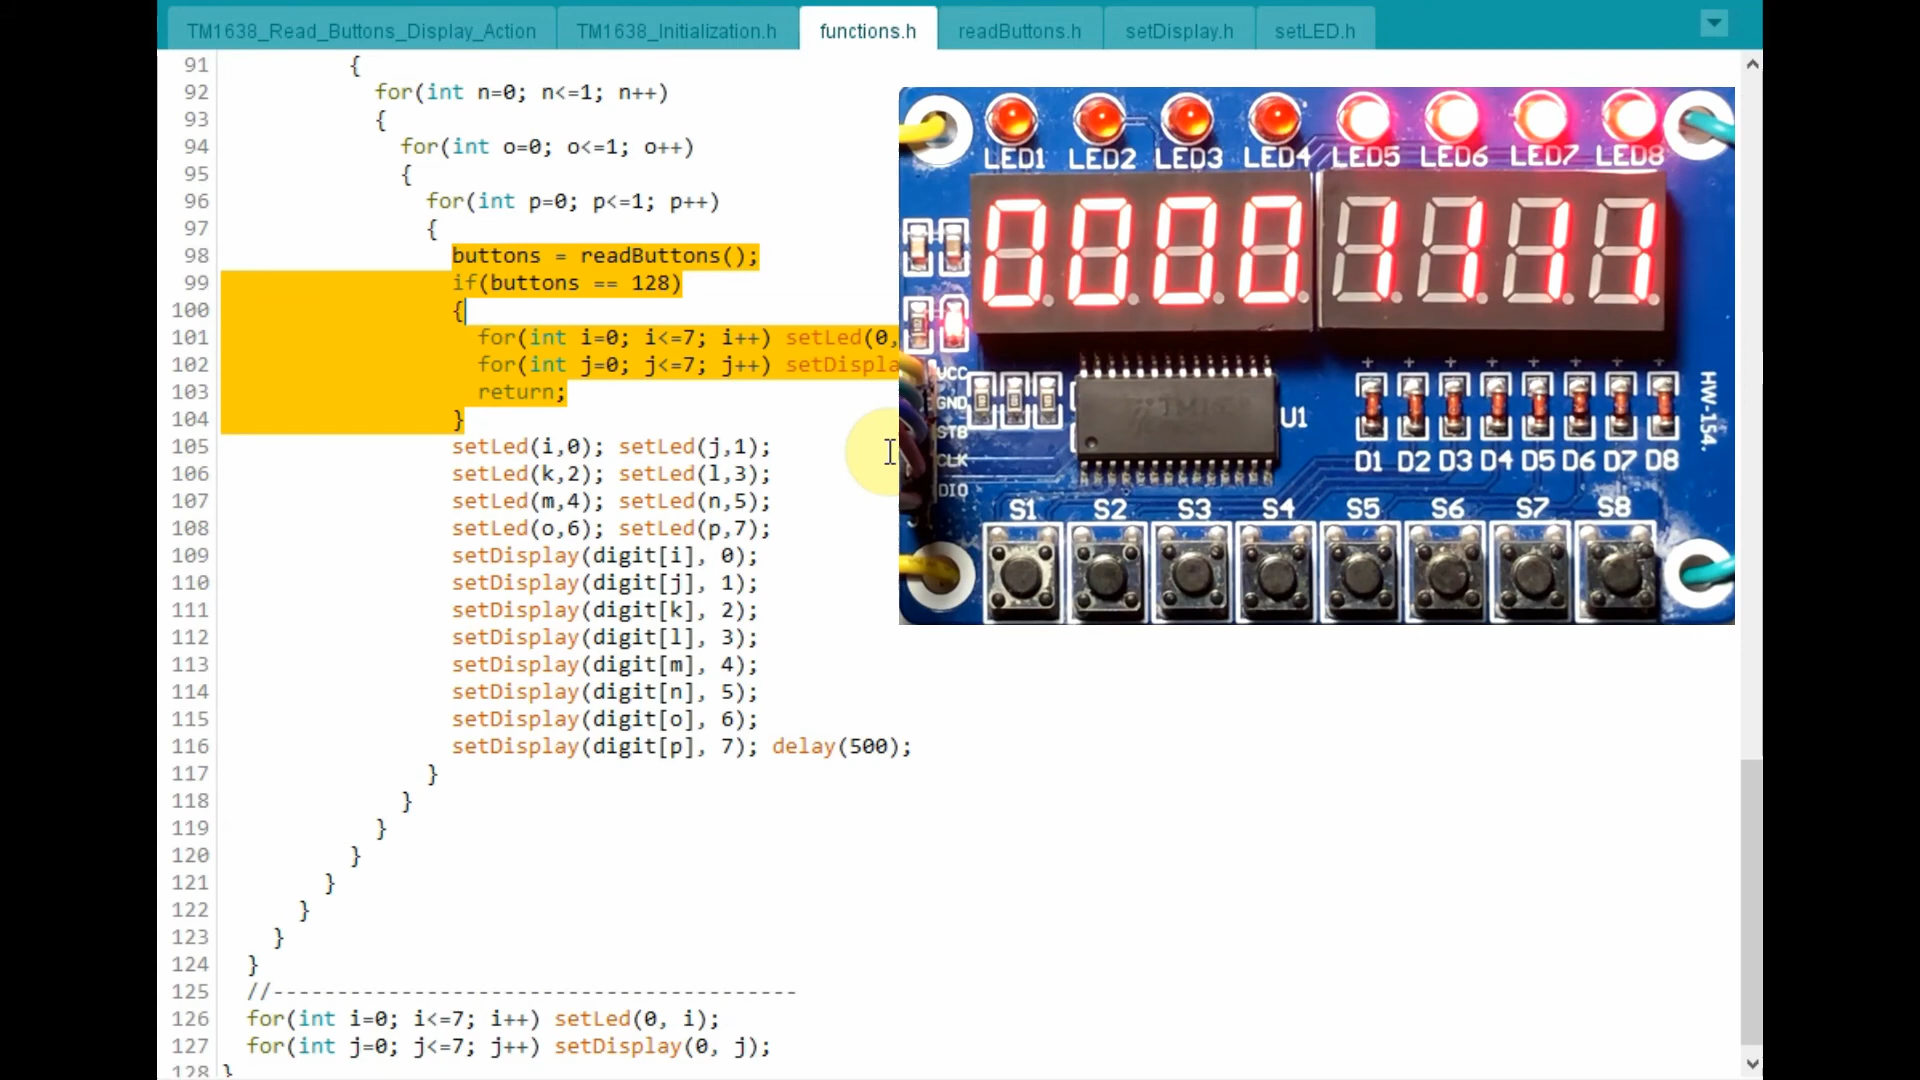 TM1638_Read_Buttons_Display_Action TM1638_Initialization.h functions.h readButtons.h setDisplay.h setLED.h
91 {
92 for(int n=0; n<=1; n++)
93 {
94 for(int o=0; o<=1; o++)
95 {
96 for(int p=0; p<=1; p++)
97 {
98 buttons = readButtons();
99 if(buttons == 128)
100 {
101 for(int i=0; i<=7; i++) setLed(0,
102 for(int j=0; j<=7; j++) setDispla
103 return;
104 }
105 setLed(i,0); setLed(j,1);
106 setLed(k,2); setLed(l,3);
107 setLed(m,4); setLed(n,5);
108 setLed(o,6); setLed(p,7);
109 setDisplay(digit[i], 0);
110 setDisplay(digit[j], 1);
111 setDisplay(digit[k], 2);
112 setDisplay(digit[l], 3);
113 setDisplay(digit[m], 4);
114 setDisplay(digit[n], 5);
115 setDisplay(digit[o], 6);
116 setDisplay(digit[p], 7); delay(500);
117 }
118 }
119 }
120 }
121 }
122 }
123 }
124 }
125 //-----------------------------------------
126 for(int i=0; i<=7; i++) setLed(0, i);
127 for(int j=0; j<=7; j++) setDisplay(0, j);
128 }
LED1 LED2 LED3 LED4 LED5 LED6 LED7 LED8
0000 1111
VCC
GND
STB
CLK
DIO
U1
D1 D2 D3 D4 D5 D6 D7 D8
HW-154.
S1 S2 S3 S4 S5 S6 S7 S8